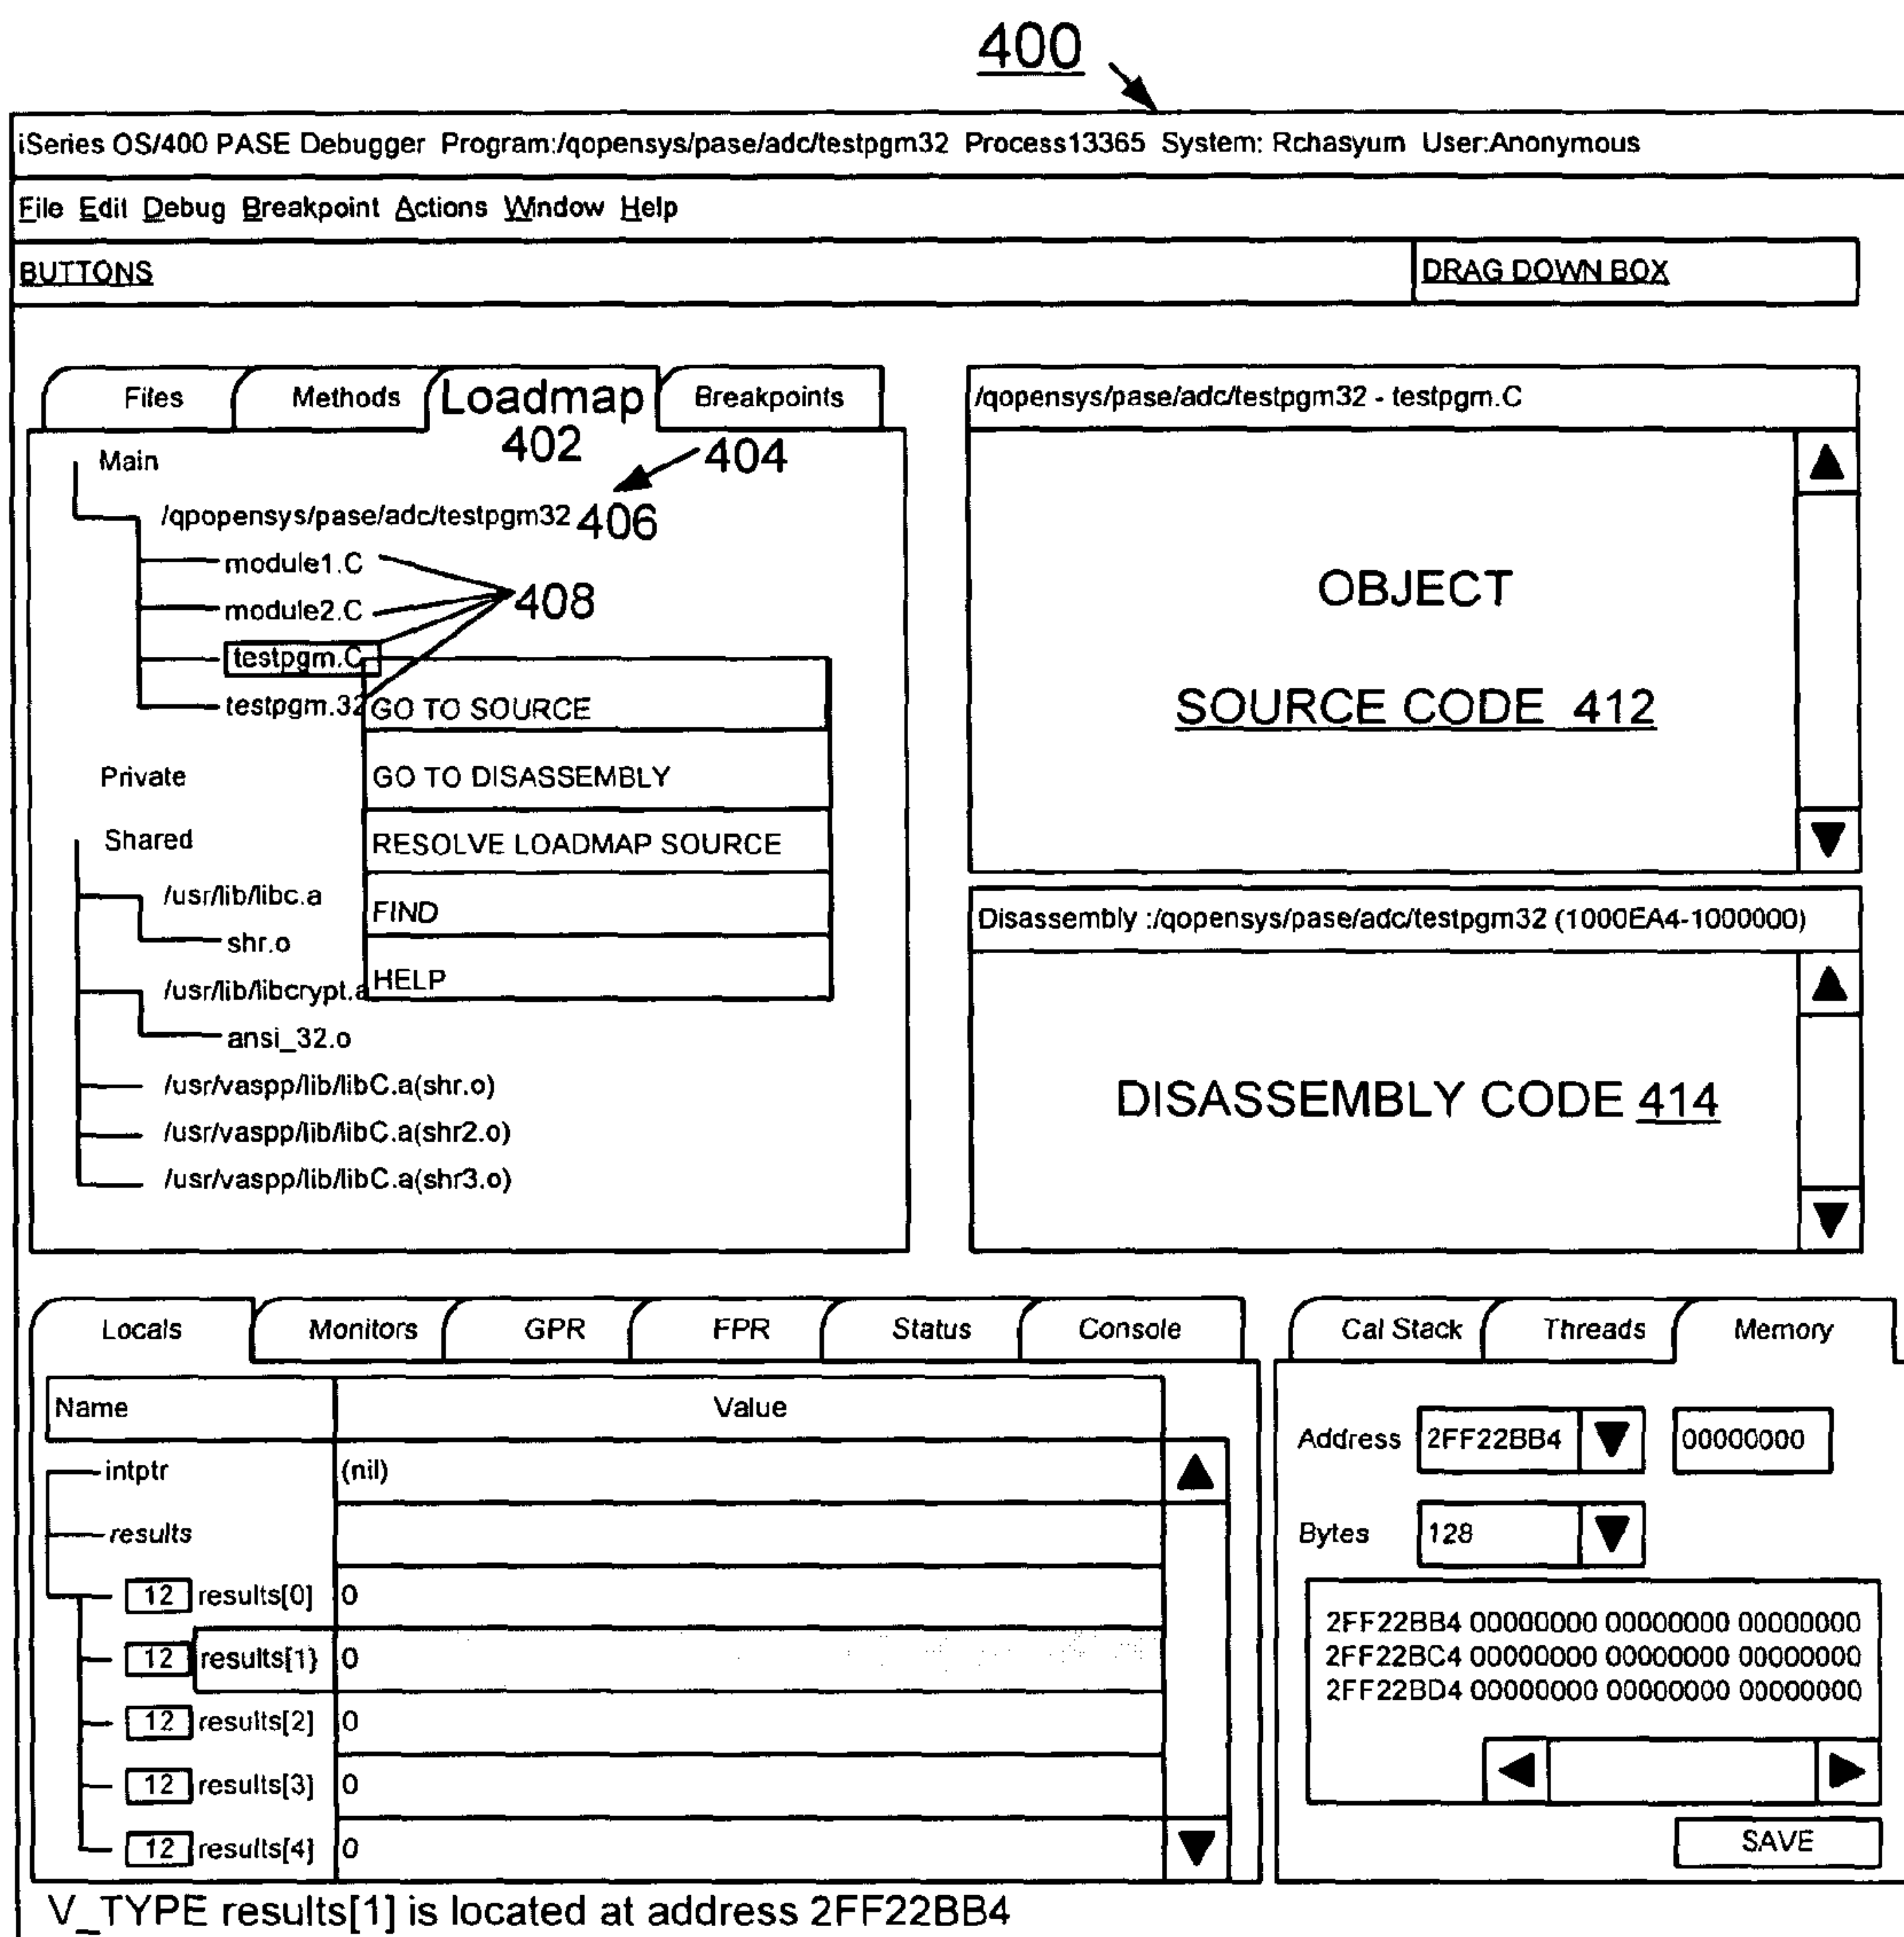 400
iSeries OS/400 PASE Debugger Program:/qopensys/pase/adc/testpgm32 Process13365 System: Rchasyum User:Anonymous
File Edit Debug Breakpoint Actions Window Help
BUTTONS
DRAG DOWN BOX
Files Methods Loadmap Breakpoints
402
404
Main
/qpopensys/pase/adc/testpgm32 406
module1.C
module2.C
408
testpgm.C
testpgm.32
GO TO SOURCE
GO TO DISASSEMBLY
RESOLVE LOADMAP SOURCE
FIND
HELP
Private
Shared
/usr/lib/libc.a
shr.o
/usr/lib/libcrypt.a
ansi_32.o
/usr/vaspp/lib/libC.a(shr.o)
/usr/vaspp/lib/libC.a(shr2.o)
/usr/vaspp/lib/libC.a(shr3.o)
/qopensys/pase/adc/testpgm32 - testpgm.C
OBJECT
SOURCE CODE 412
Disassembly :/qopensys/pase/adc/testpgm32 (1000EA4-1000000)
DISASSEMBLY CODE 414
Locals Monitors GPR FPR Status Console
Name Value
intptr (nil)
results
12 results[0] 0
12 results[1} 0
12 results[2] 0
12 results[3] 0
12 results[4] 0
V_TYPE results[1] is located at address 2FF22BB4
Cal Stack Threads Memory
Address 2FF22BB4 00000000
Bytes 128
2FF22BB4 00000000 00000000 00000000
2FF22BC4 00000000 00000000 00000000
2FF22BD4 00000000 00000000 00000000
SAVE